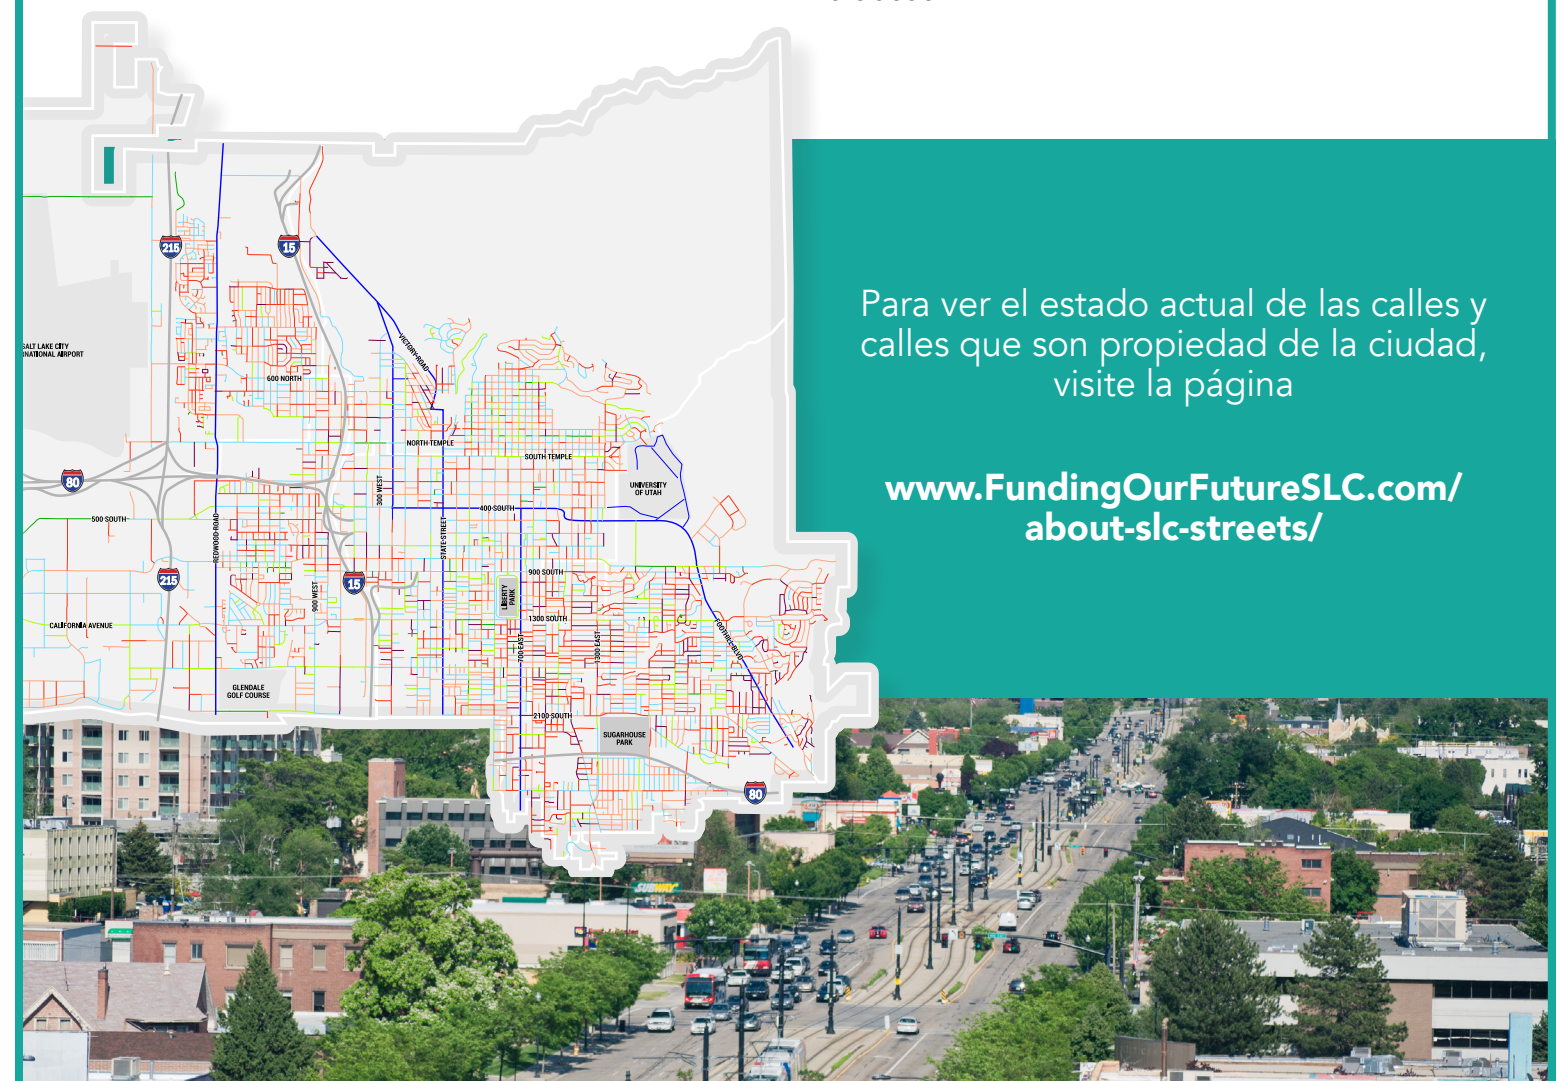 215
15
SALT LAKE CITY
RNATIONAL AIRPORT
VICTORY ROAD
600 NORTH
NORTH TEMPLE
SOUTH TEMPLE
80
300 WEST
UNIVERSITY
OF UTAH
500 SOUTH
400 SOUTH
REDWOOD ROAD
STATE STREET
215
15
900 WEST
900 SOUTH
LIBERTY
PARK
1300 SOUTH
CALIFORNIA AVENUE
700 EAST
1300 EAST
FOOTHILL BLVD
GLENDALE
GOLF COURSE
2100 SOUTH
SUGARHOUSE
PARK
80
Para ver el estado actual de las calles y
calles que son propiedad de la ciudad,
visite la página
www.FundingOurFutureSLC.com/
about-slc-streets/
SUBWAY